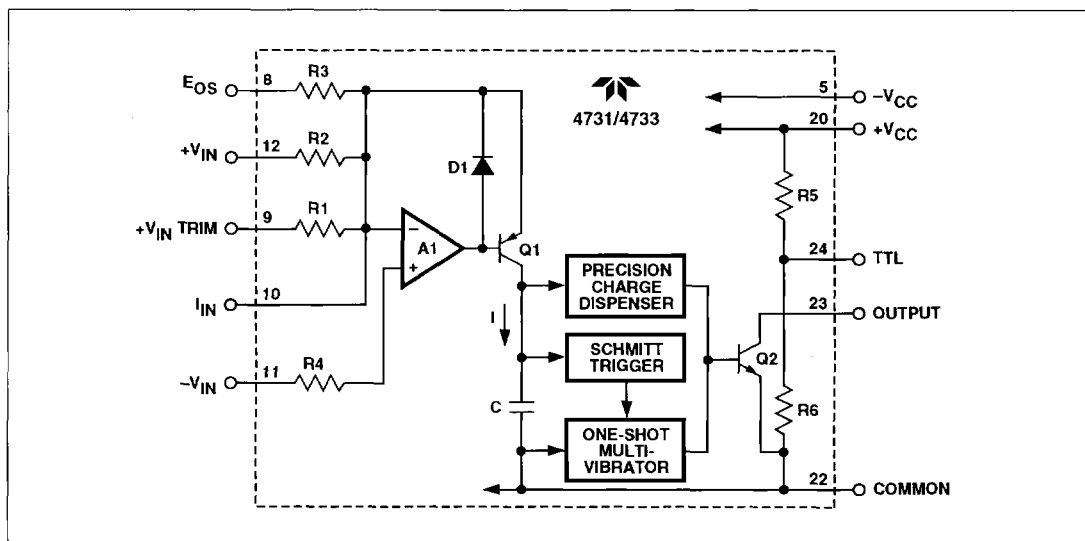 E_OS 8 R3
4731/4733
5 –V_CC
20 +V_CC
+V_IN 12 R2
D1
R5
+V_IN TRIM 9 R1
– A1
+
Q1
24 TTL
PRECISION
CHARGE
DISPENSER
23 OUTPUT
I_IN 10
I
SCHMITT
TRIGGER
Q2
–V_IN 11 R4
C
R6
ONE-SHOT
MULTI-
VIBRATOR
22 COMMON